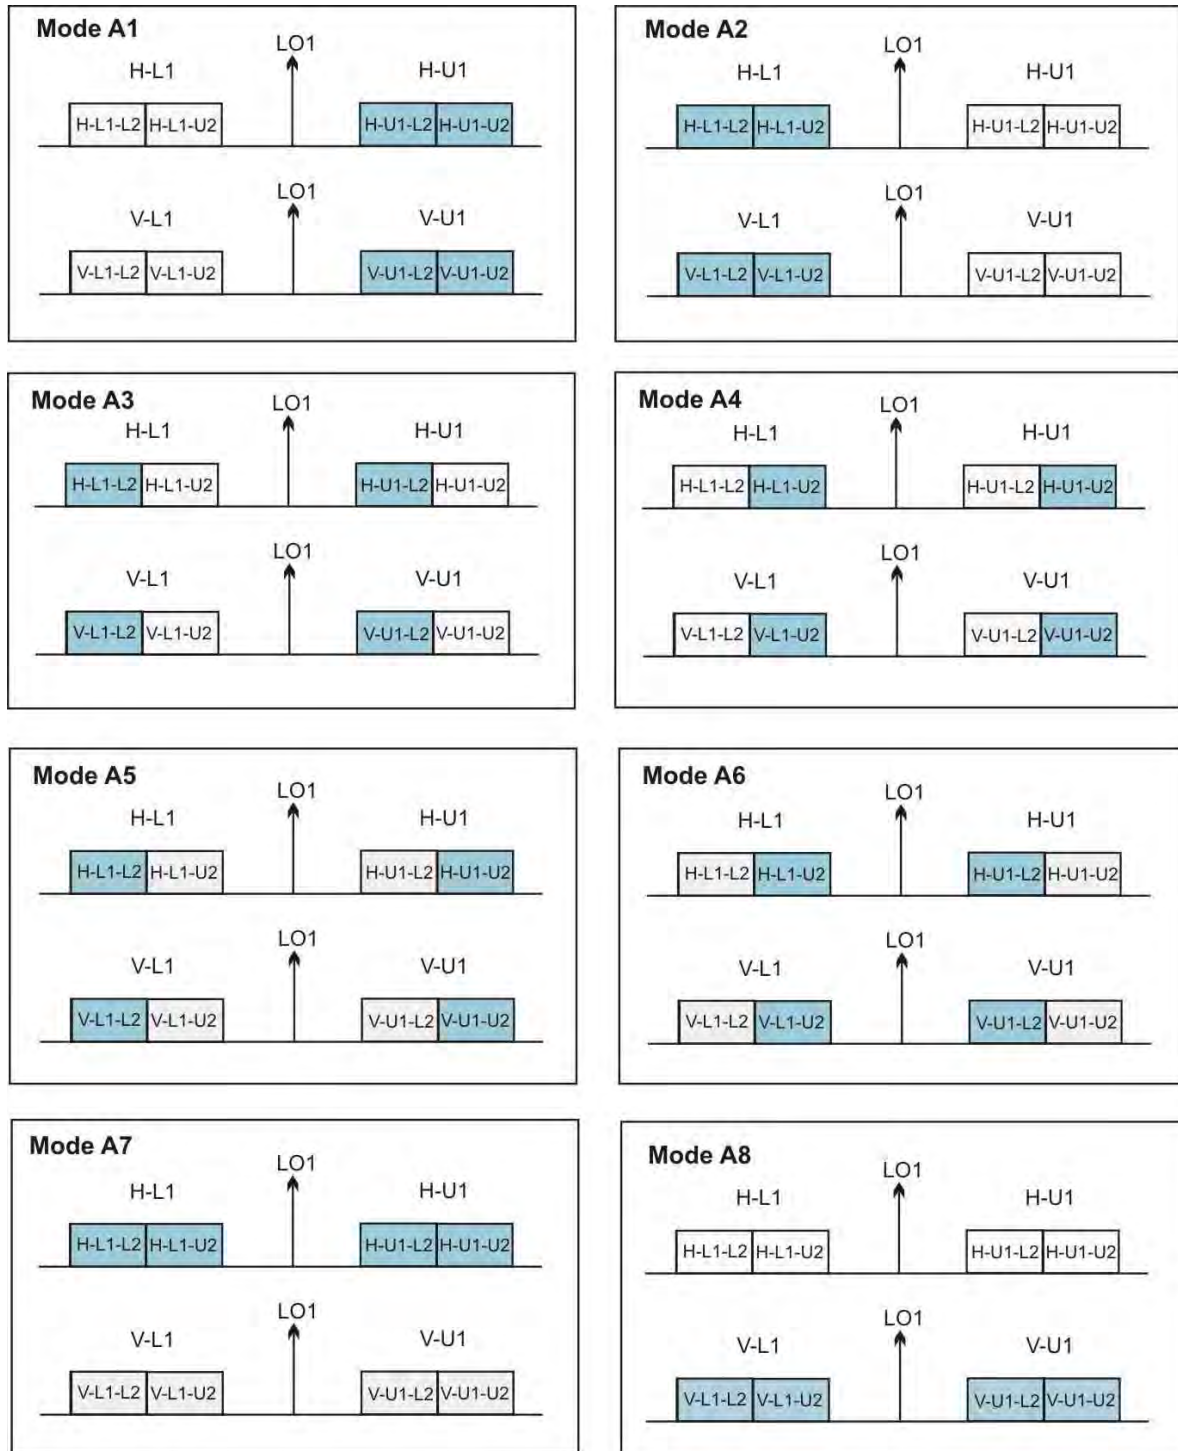 Mode A1
LO1
H-L1 H-U1
H-L1-L2 H-L1-U2 H-U1-L2 H-U1-U2
LO1
V-L1 V-U1
V-L1-L2 V-L1-U2 V-U1-L2 V-U1-U2
Mode A2
LO1
H-L1 H-U1
H-L1-L2 H-L1-U2 H-U1-L2 H-U1-U2
LO1
V-L1 V-U1
V-L1-L2 V-L1-U2 V-U1-L2 V-U1-U2
Mode A3
LO1
H-L1 H-U1
H-L1-L2 H-L1-U2 H-U1-L2 H-U1-U2
LO1
V-L1 V-U1
V-L1-L2 V-L1-U2 V-U1-L2 V-U1-U2
Mode A4
LO1
H-L1 H-U1
H-L1-L2 H-L1-U2 H-U1-L2 H-U1-U2
LO1
V-L1 V-U1
V-L1-L2 V-L1-U2 V-U1-L2 V-U1-U2
Mode A5
LO1
H-L1 H-U1
H-L1-L2 H-L1-U2 H-U1-L2 H-U1-U2
LO1
V-L1 V-U1
V-L1-L2 V-L1-U2 V-U1-L2 V-U1-U2
Mode A6
LO1
H-L1 H-U1
H-L1-L2 H-L1-U2 H-U1-L2 H-U1-U2
LO1
V-L1 V-U1
V-L1-L2 V-L1-U2 V-U1-L2 V-U1-U2
Mode A7
LO1
H-L1 H-U1
H-L1-L2 H-L1-U2 H-U1-L2 H-U1-U2
LO1
V-L1 V-U1
V-L1-L2 V-L1-U2 V-U1-L2 V-U1-U2
Mode A8
LO1
H-L1 H-U1
H-L1-L2 H-L1-U2 H-U1-L2 H-U1-U2
LO1
V-L1 V-U1
V-L1-L2 V-L1-U2 V-U1-L2 V-U1-U2